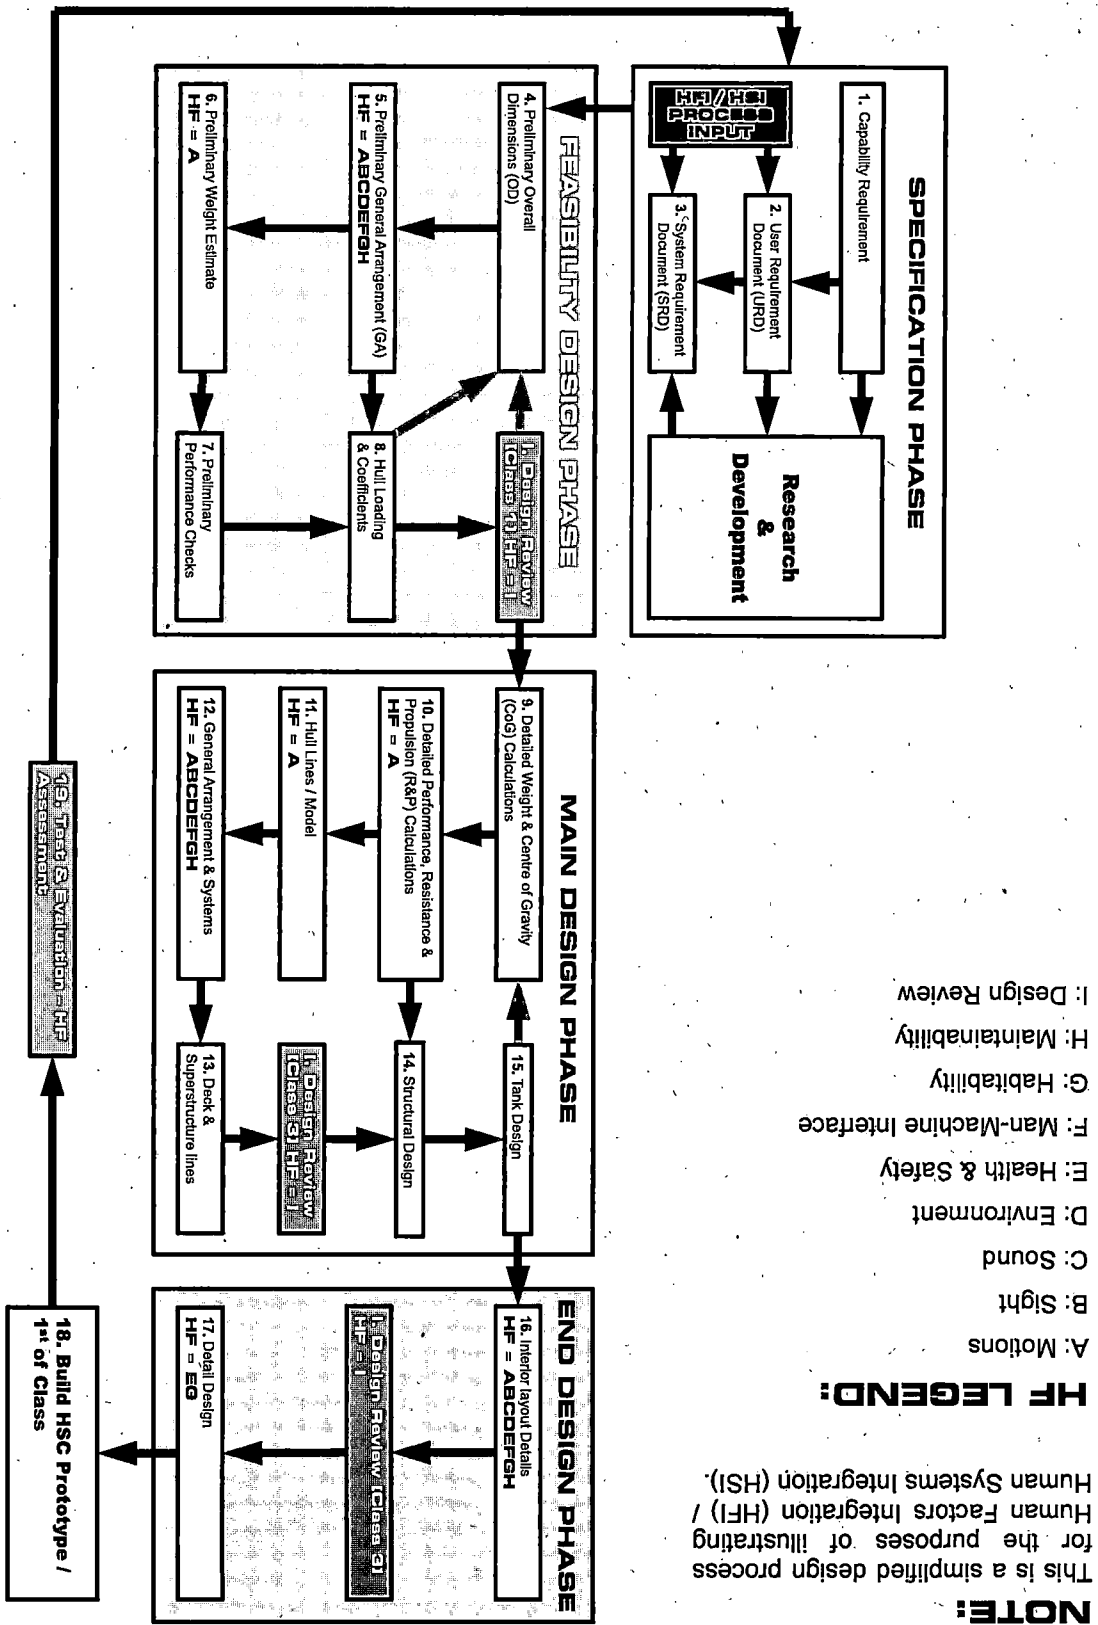 SPECIFICATION PHASE
1. Capability Requirement
2. User Requirement
Document (URD)
3. System Requirement
Document (SRD)
HFI / HSI
PROCESS
INPUT
Research
&
Development
FEASIBILITY DESIGN PHASE
4. Preliminary Overall
Dimensions (OD)
5. Preliminary General Arrangement (GA)
HF = ABCDEFGH
6. Preliminary Weight Estimate
HF = A
7. Preliminary
Performance Checks
8. Hull Loading
& Coefficients
I. Design Review
(Class 1) HF = I
MAIN DESIGN PHASE
9. Detailed Weight & Centre of Gravity
(CoG) Calculations
10. Detailed Performance, Resistance &
Propulsion (R&P) Calculations
HF = A
11. Hull Lines / Model
HF = A
12. General Arrangement & Systems
HF = ABCDEFGH
13. Deck &
Superstructure lines
I. Design Review
(Class 3) HF = I
14. Structural Design
15. Tank Design
END DESIGN PHASE
16. Interior layout Details
HF = ABCDEFGH
I. Design Review (Class 3)
HF = I
17. Detail Design
HF = EG
18. Build HSC Prototype /
1st of Class
19. Test & Evaluation - HF
Assessment
NOTE:
This is a simplified design process
for the purposes of illustrating
Human Factors Integration (HFI) /
Human Systems Integration (HSI).
HF LEGEND:
A: Motions
B: Sight
C: Sound
D: Environment
E: Health & Safety
F: Man-Machine Interface
G: Habitability
H: Maintainability
I: Design Review